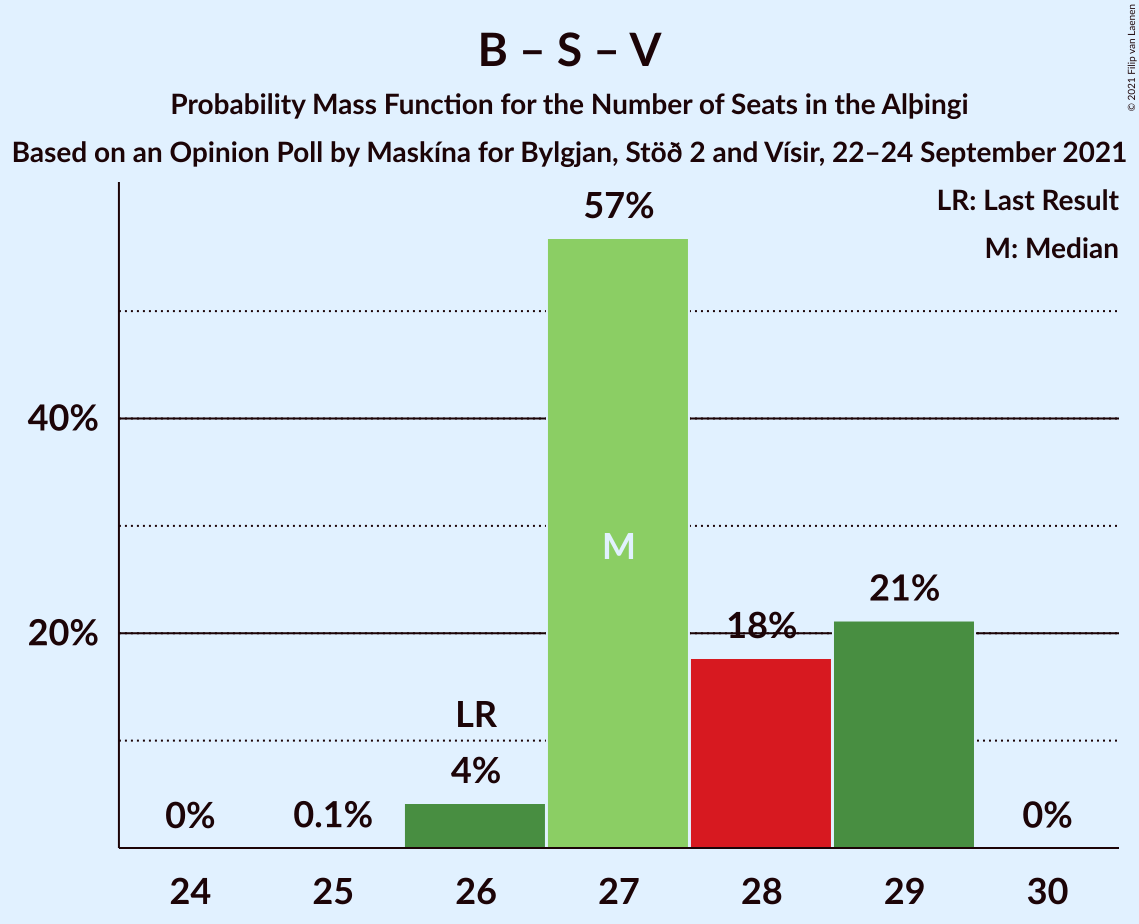 B – S – V
Probability Mass Function for the Number of Seats in the Alþingi
Based on an Opinion Poll by Maskína for Bylgjan, Stöð 2 and Vísir, 22–24 September 2021
© 2021 Filip van Laenen
LR: Last Result
M: Median
57%
40%
M
21%
18%
20%
LR
4%
0%
0.1%
0%
24 25 26 27 28 29 30